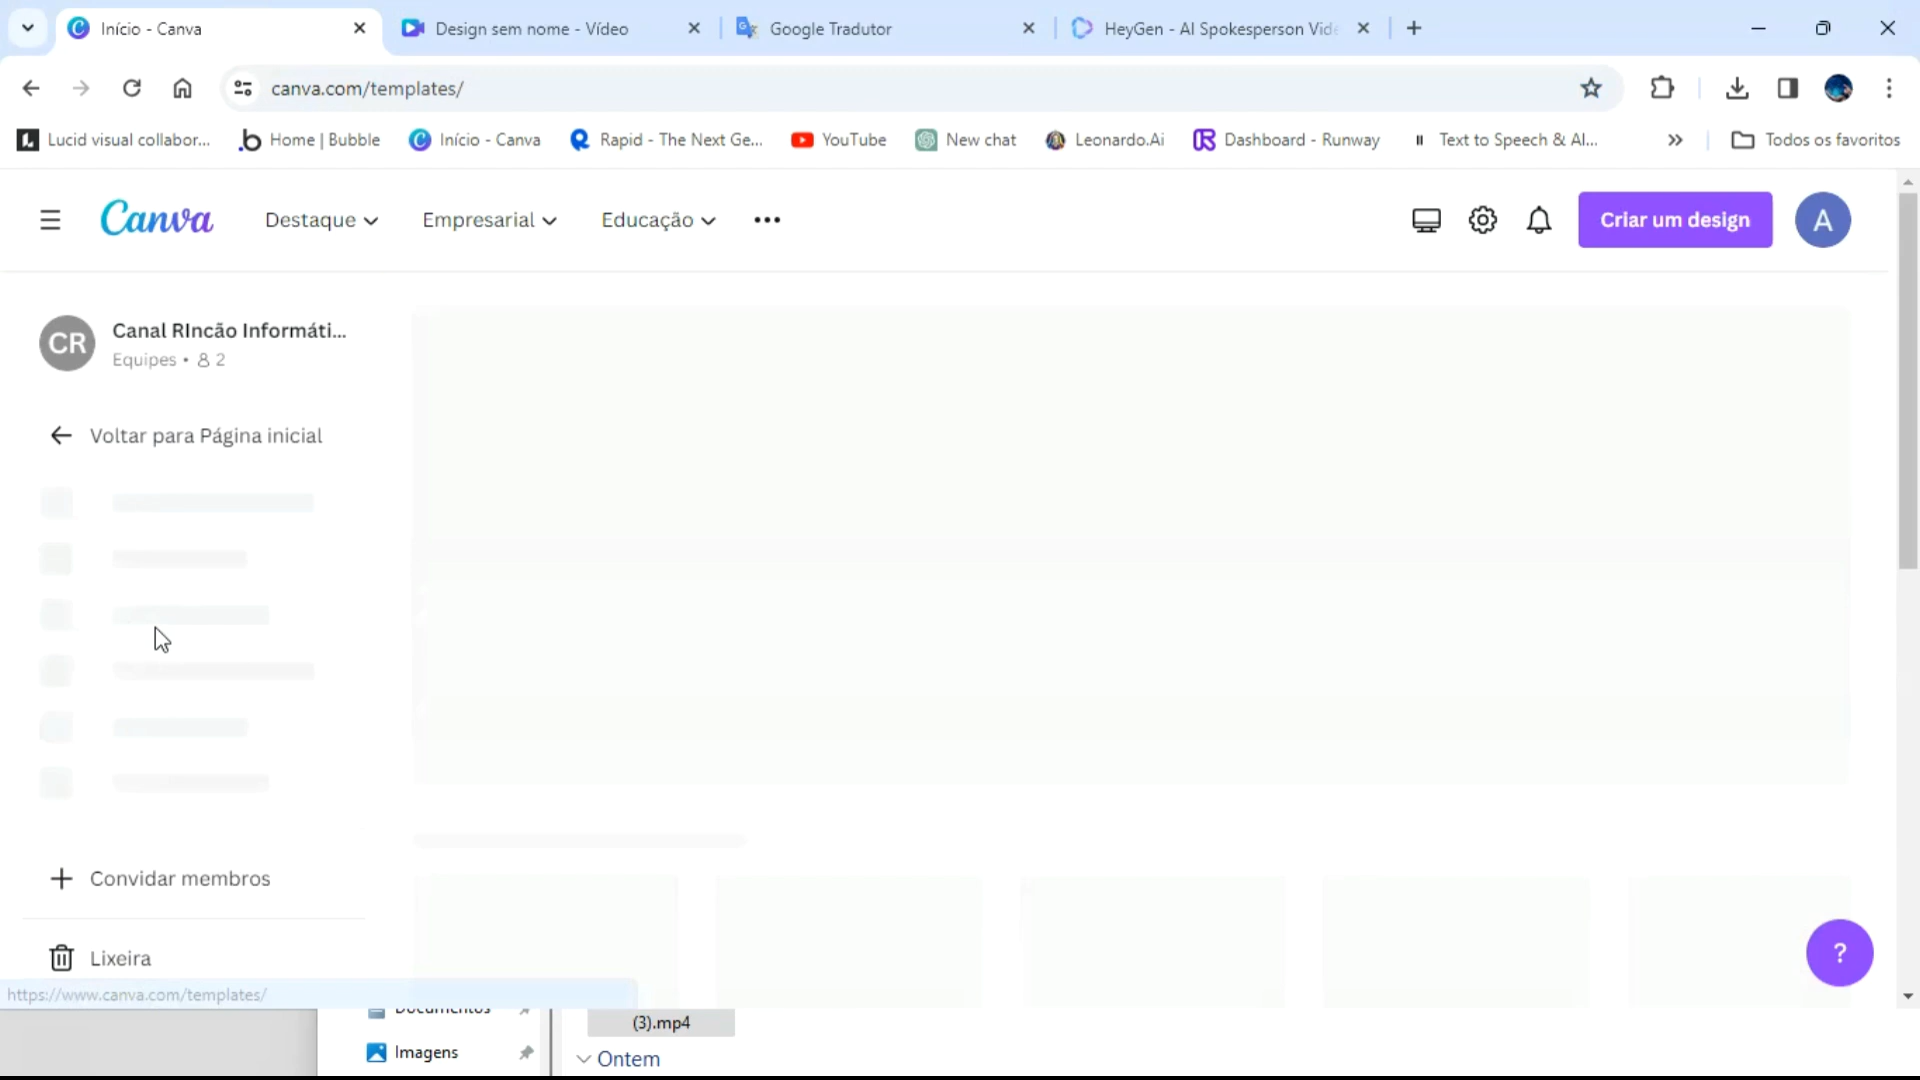 Início - Canva
Design sem nome - Vídeo
Google Tradutor
HeyGen - AI Spokesperson Vide
canva.com/templates/
Lucid visual collabor...
Home | Bubble
Início - Canva
Rapid - The Next Ge...
YouTube
New chat
Leonardo.Ai
Dashboard - Runway
Text to Speech & AI...
Todos os favoritos
Canva
Destaque
Empresarial
Educação
Criar um design
A
CR
Canal RIncão Informáti...
Equipes • 2
Voltar para Página inicial
Convidar membros
Lixeira
?
https://www.canva.com/templates/
Documentos
(3).mp4
Imagens
Ontem